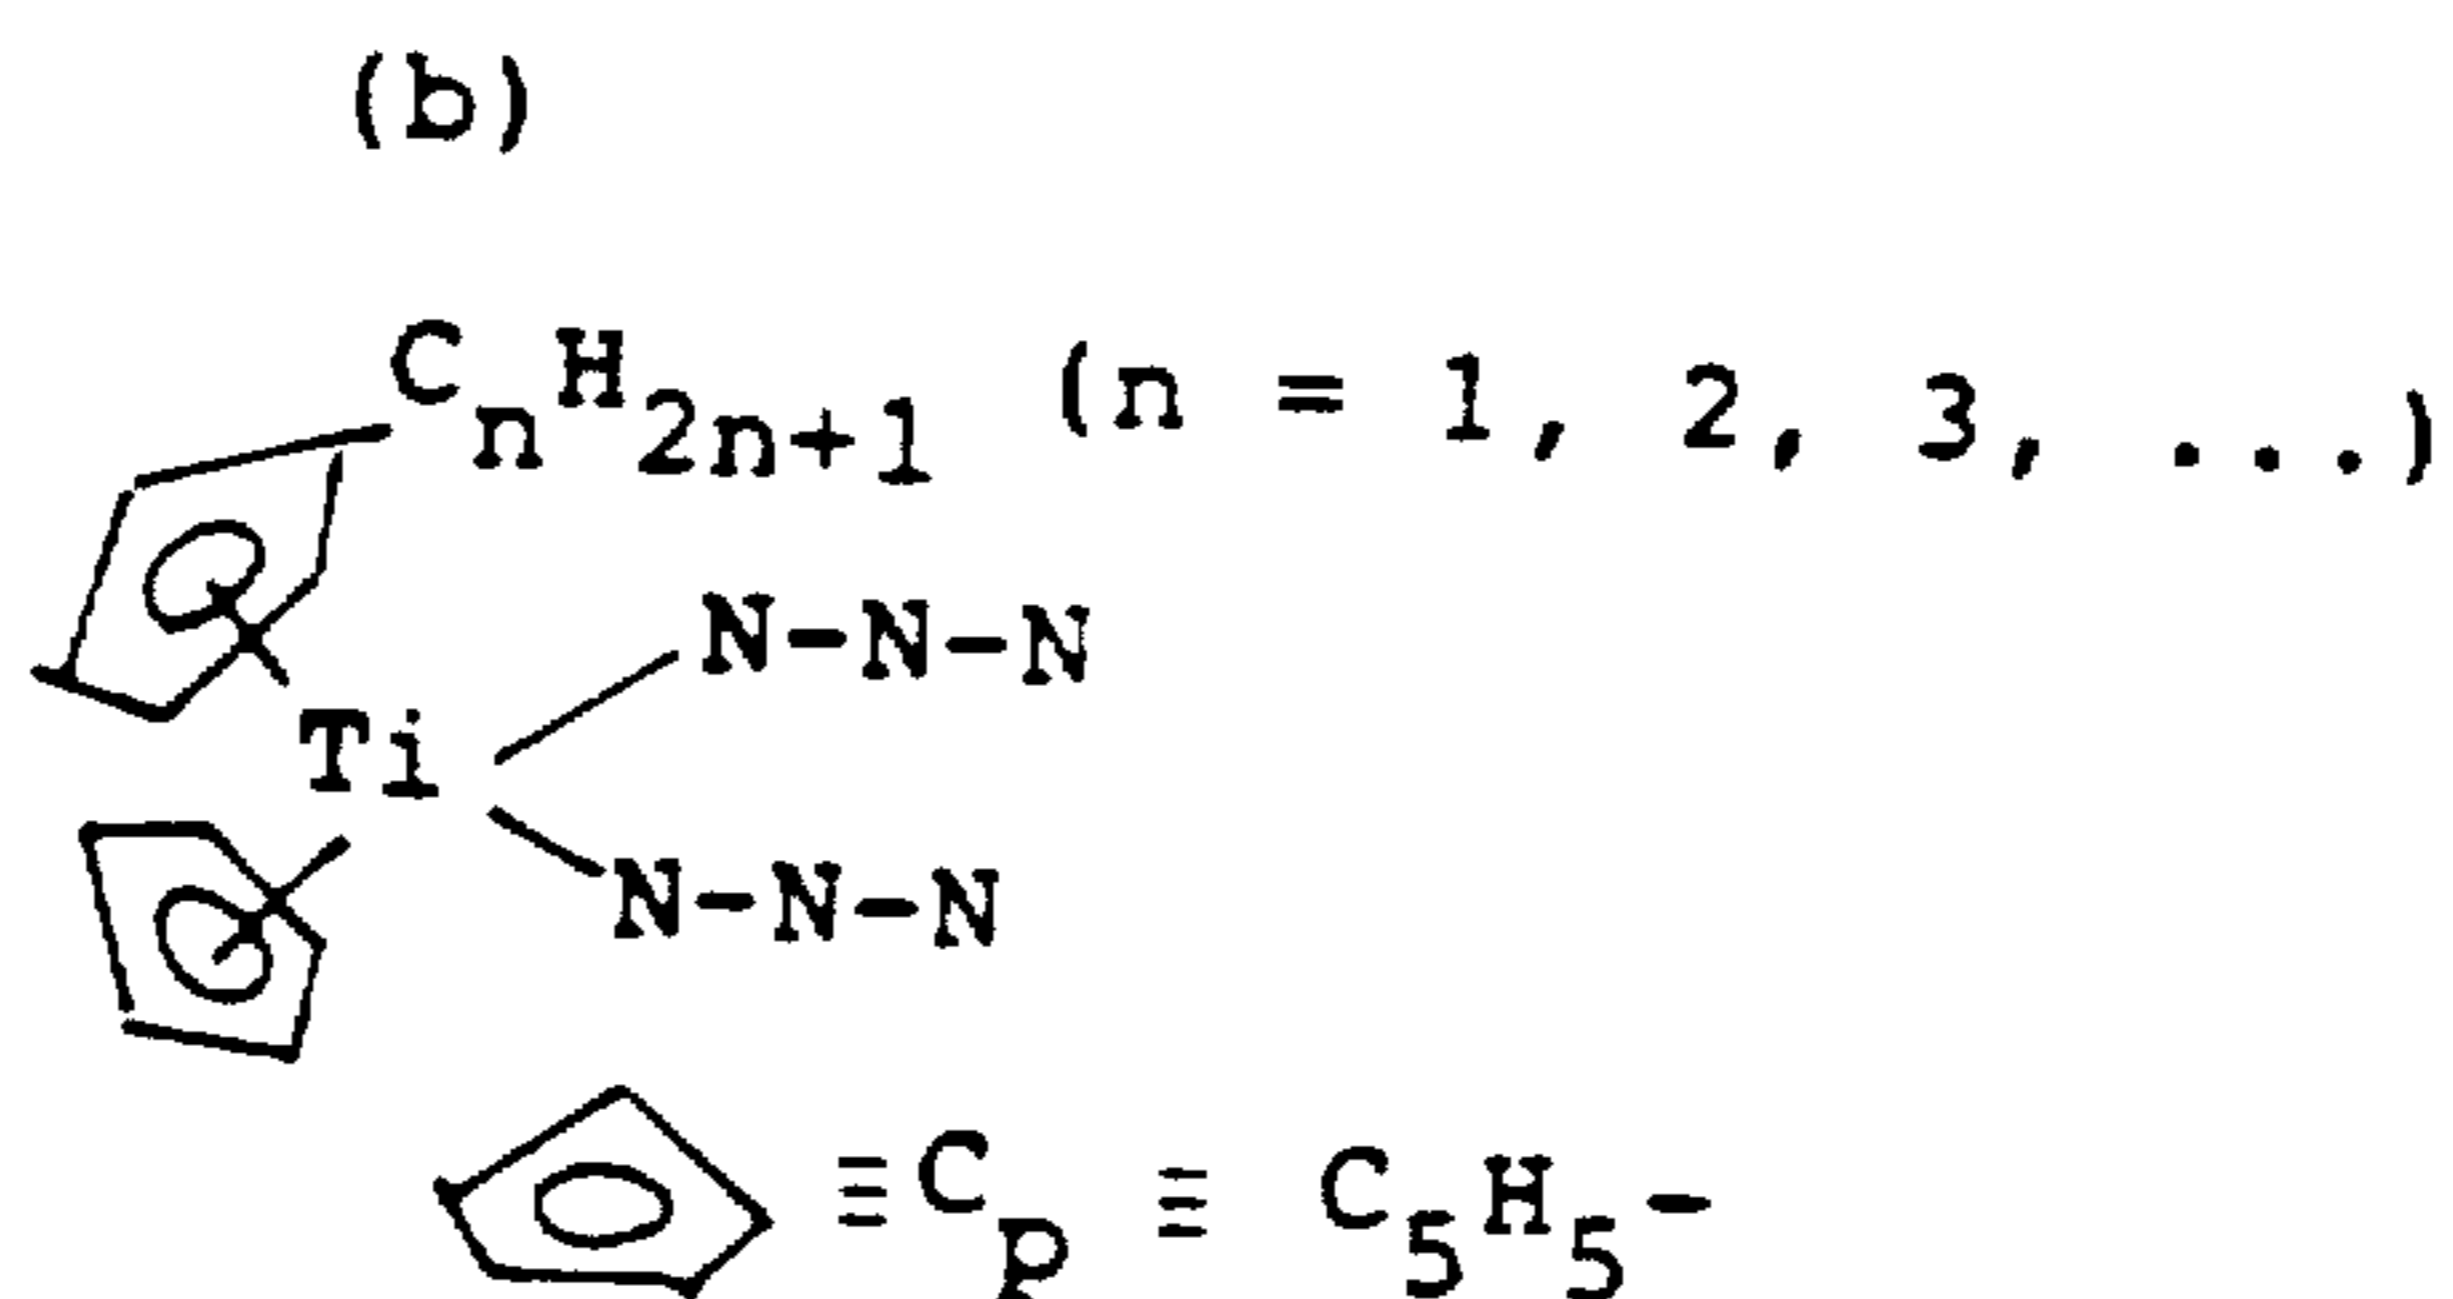 (b)
CnH2n+1 (n = 1, 2, 3, ...)
N-N-N
Ti
N-N-N
≡Cp ≡ C5H5-